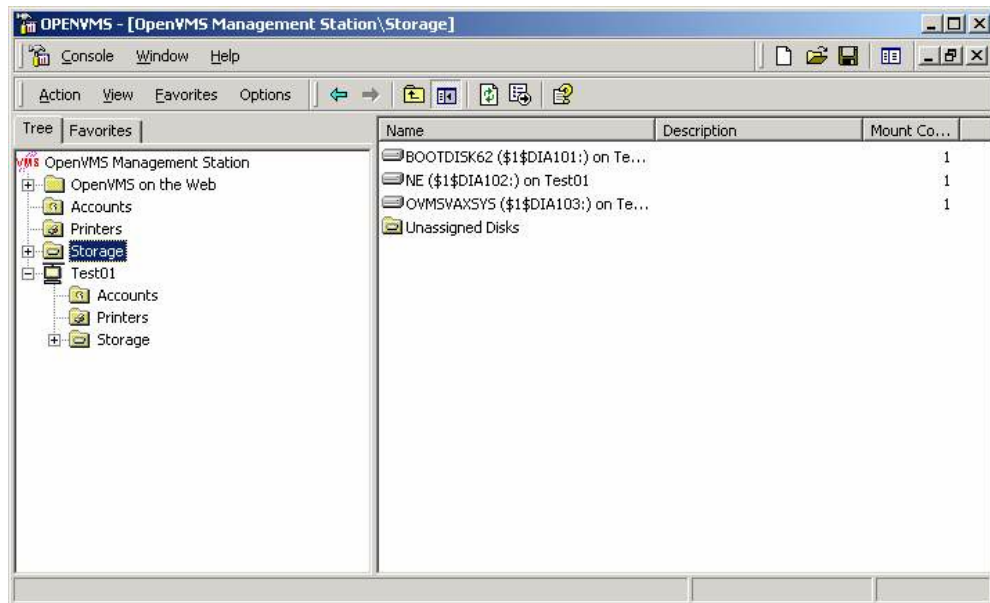 OPENVMS - [OpenVMS Management Station\Storage]
Console Window Help
Action View Favorites Options
Tree Favorites
Name Description Mount Co...
VMS OpenVMS Management Station
OpenVMS on the Web
Accounts
Printers
Storage
Test01
Accounts
Printers
Storage
BOOTDISK62 ($1$DIA101:) on Te... 1
NE ($1$DIA102:) on Test01 1
OVMSVAXSYS ($1$DIA103:) on Te... 1
Unassigned Disks